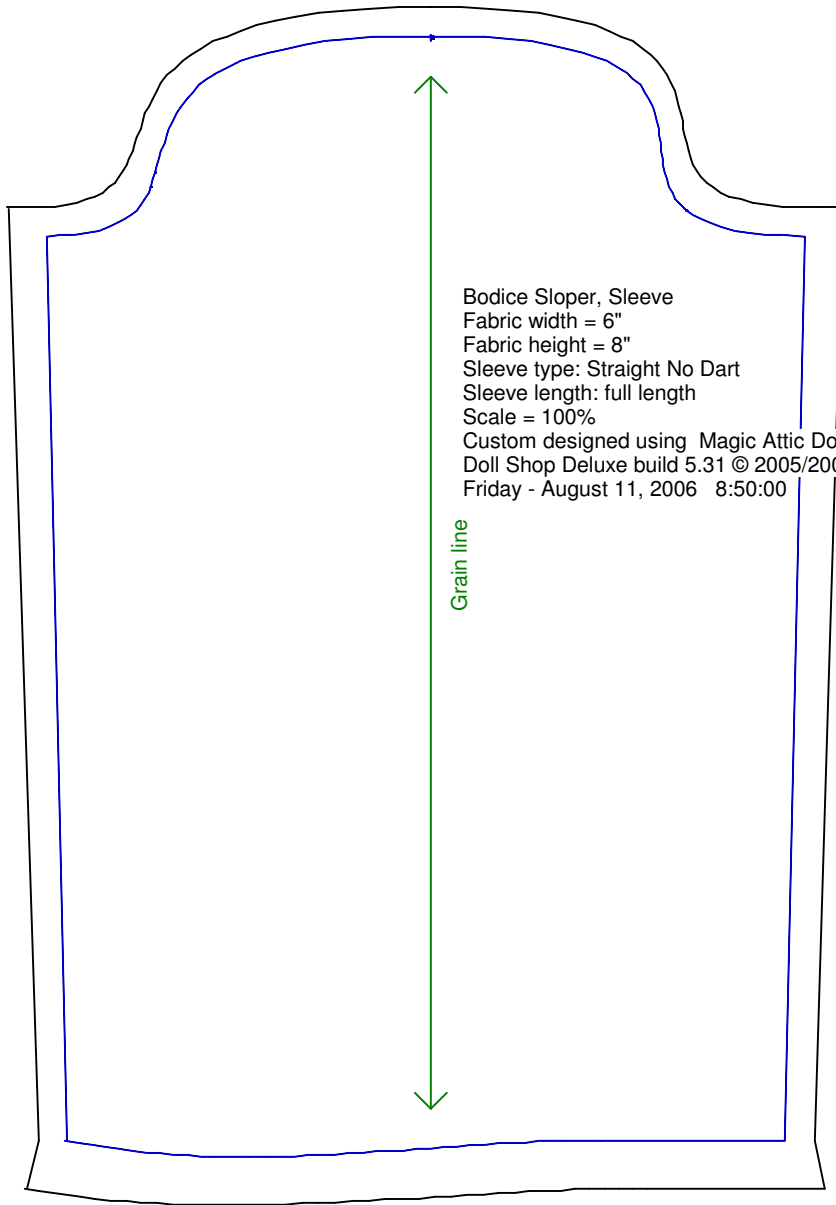 Bodice Sloper, Sleeve
Fabric width = 6"
Fabric height = 8"
Sleeve type: Straight No Dart
Sleeve length: full length
Scale = 100%
Custom designed using  Magic Attic Do
Doll Shop Deluxe build 5.31 © 2005/200
Friday - August 11, 2006   8:50:00
Grain line